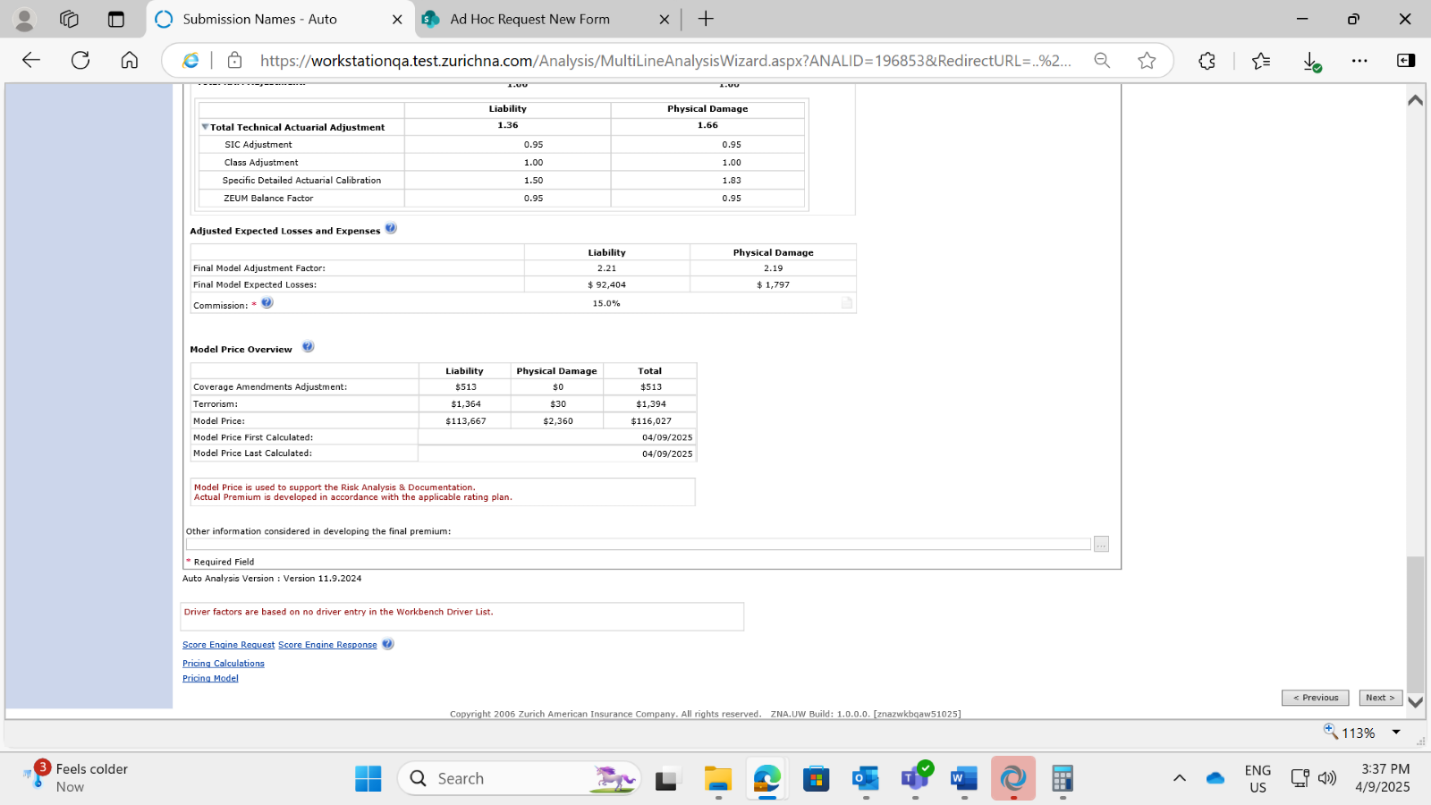 Submission Names - Auto
Ad Hoc Request New Form
https://workstationqa.test.zurichna.com/Analysis/MultiLineAnalysisWizard.aspx?ANALID=196853&RedirectURL=..%2...
Liability Physical Damage
Total Technical Actuarial Adjustment 1.36 1.66
SIC Adjustment 0.95 0.95
Class Adjustment 1.00 1.00
Specific Detailed Actuarial Calibration 1.50 1.83
ZEUM Balance Factor 0.95 0.95
Adjusted Expected Losses and Expenses
Liability Physical Damage
Final Model Adjustment Factor: 2.21 2.19
Final Model Expected Losses: $ 92,404 $ 1,797
Commission: * 15.0%
Model Price Overview
Liability Physical Damage Total
Coverage Amendments Adjustment: $513 $0 $513
Terrorism: $1,364 $30 $1,394
Model Price: $113,667 $2,360 $116,027
Model Price First Calculated: 04/09/2025
Model Price Last Calculated: 04/09/2025
Model Price is used to support the Risk Analysis & Documentation.
Actual Premium is developed in accordance with the applicable rating plan.
Other information considered in developing the final premium:
...
* Required Field
Auto Analysis Version : Version 11.9.2024
Driver factors are based on no driver entry in the Workbench Driver List.
Score Engine Request Score Engine Response
Pricing Calculations
Pricing Model
< Previous Next >
Copyright 2006 Zurich American Insurance Company. All rights reserved. ZNA.UW Build: 1.0.0.0. [znazwkbqaw51025]
113%
3 Feels colder
Now
Search
ENG
US
3:37 PM
4/9/2025